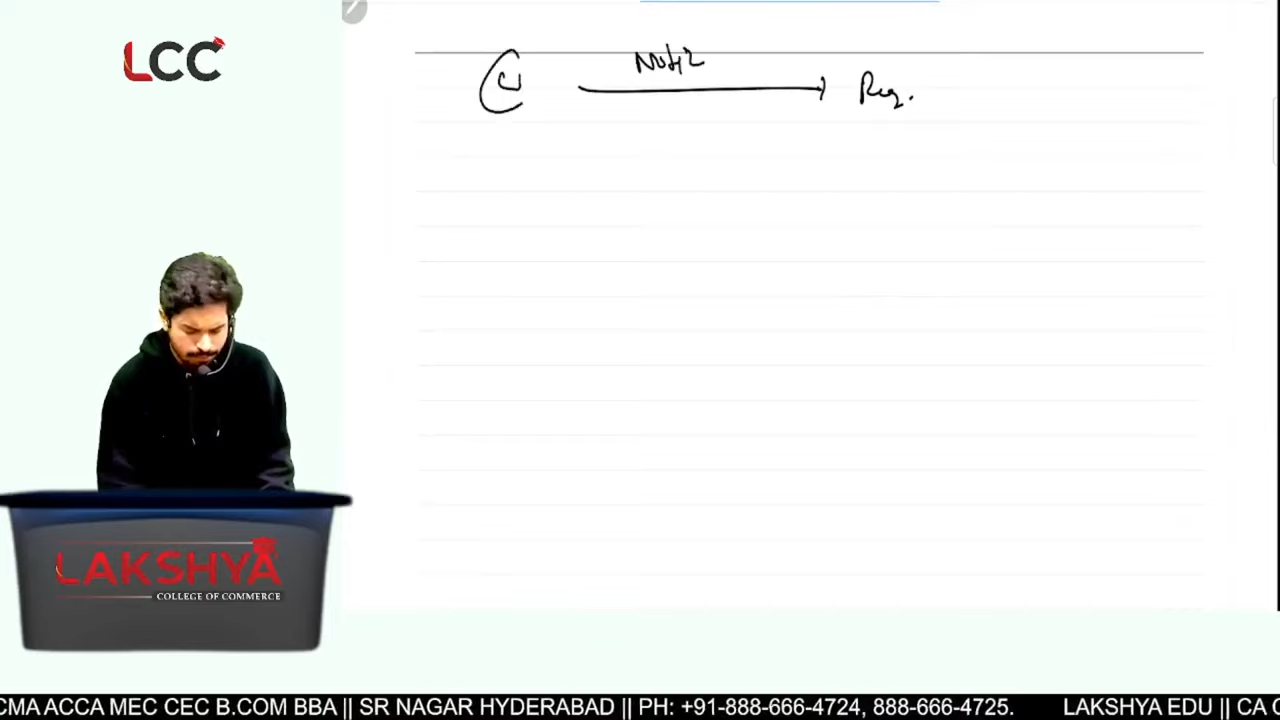 LCC
Req.
LAKSHYA
COLLEGE OF COMMERCE
CMA ACCA MEC CEC B.COM BBA || SR NAGAR HYDERABAD || PH: +91-888-666-4724, 888-666-4725. LAKSHYA EDU || CA